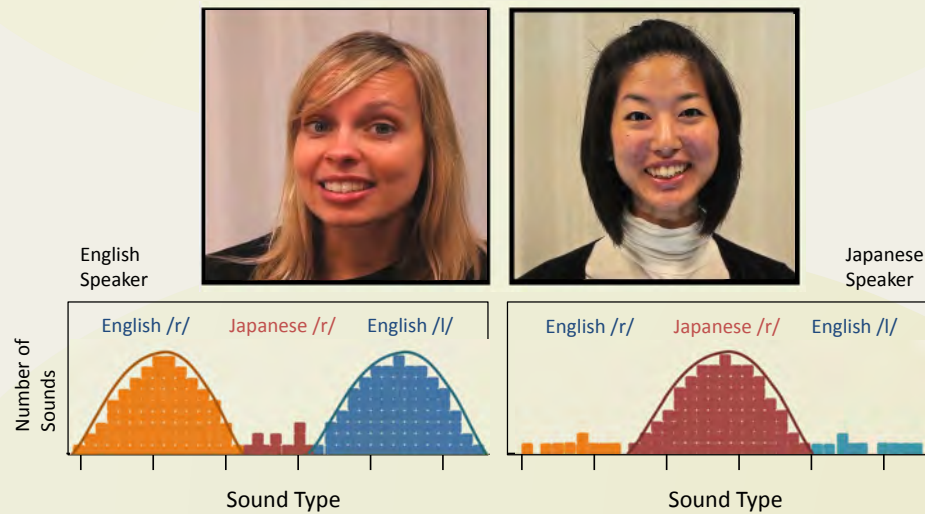 English
Speaker
Japanese
Speaker
English /r/ Japanese /r/ English /l/
English /r/ Japanese /r/ English /l/
Number of
Sounds
Sound Type
Sound Type